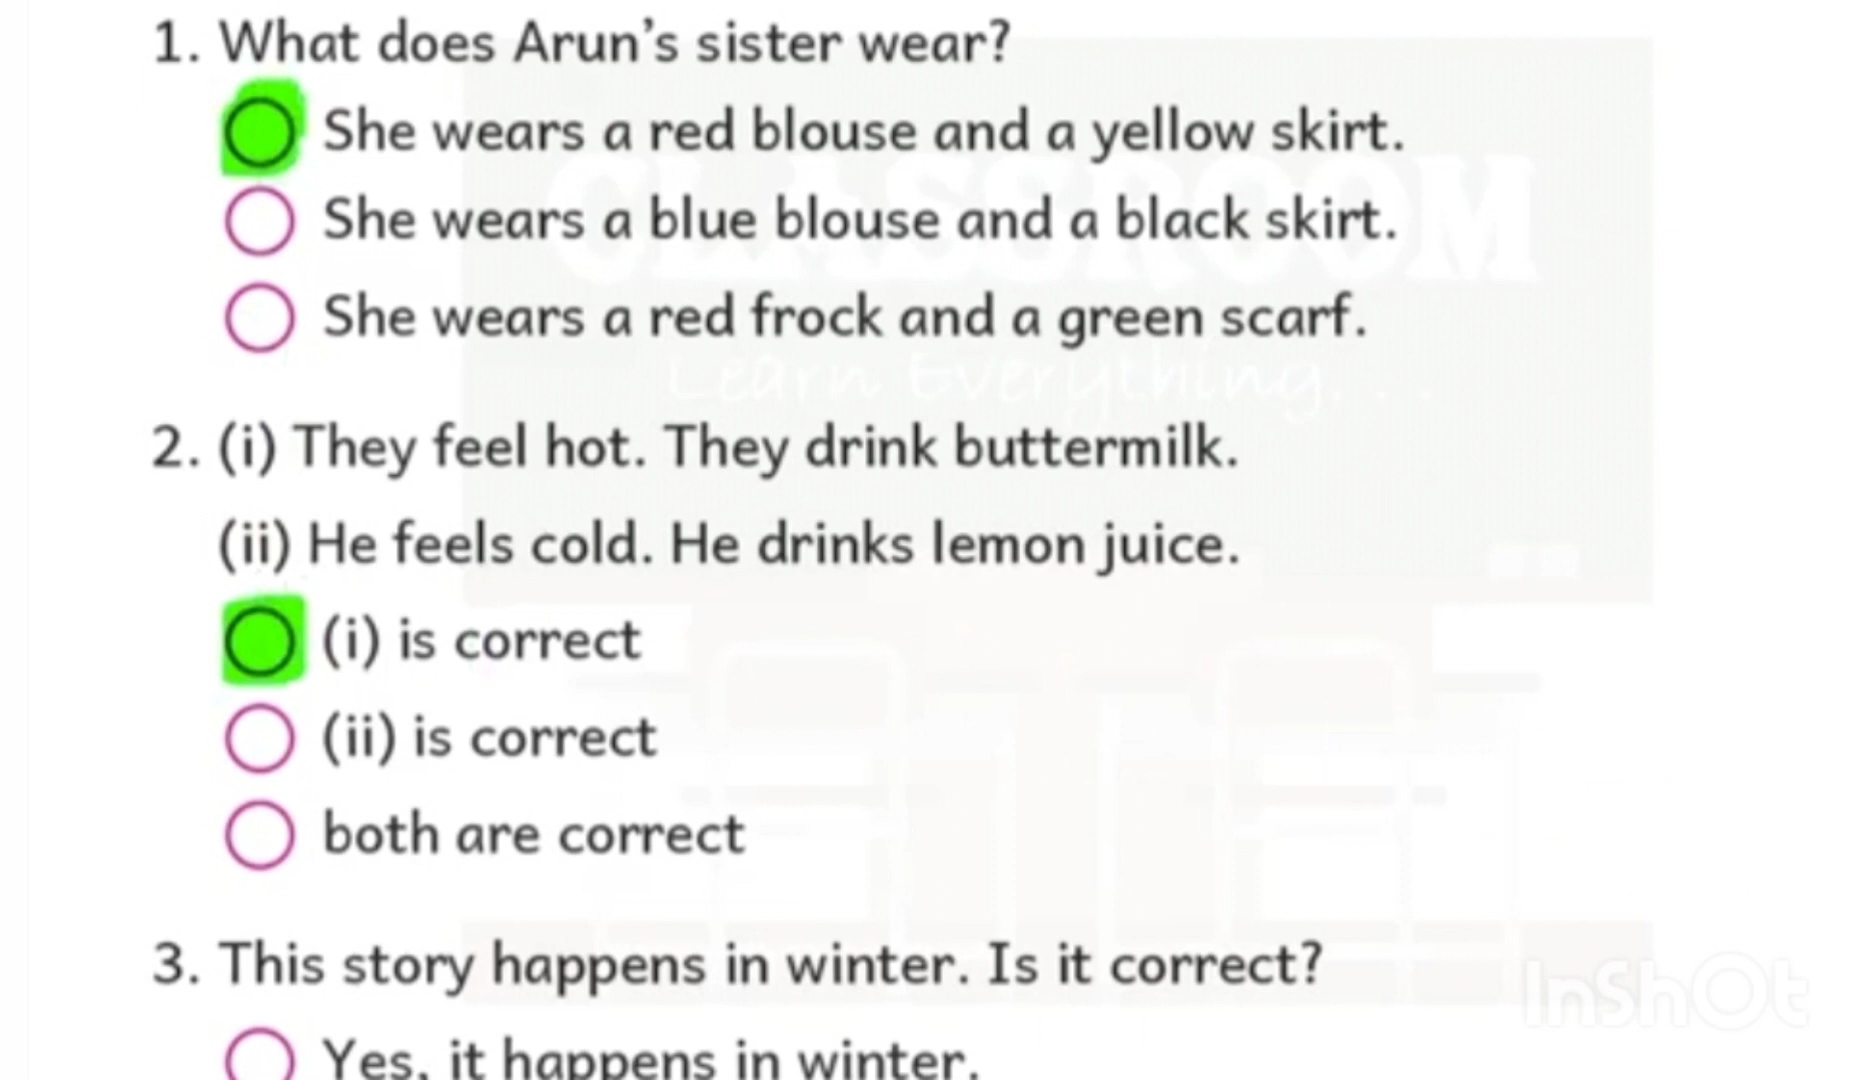 1. What does Arun's sister wear?
She wears a red blouse and a yellow skirt.
She wears a blue blouse and a black skirt.
She wears a red frock and a green scarf.
CLASSROOM
Learn Everything. . .
2. (i) They feel hot. They drink buttermilk.
(ii) He feels cold. He drinks lemon juice.
(i) is correct
(ii) is correct
both are correct
3. This story happens in winter. Is it correct?
InShOt
Yes, it happens in winter.